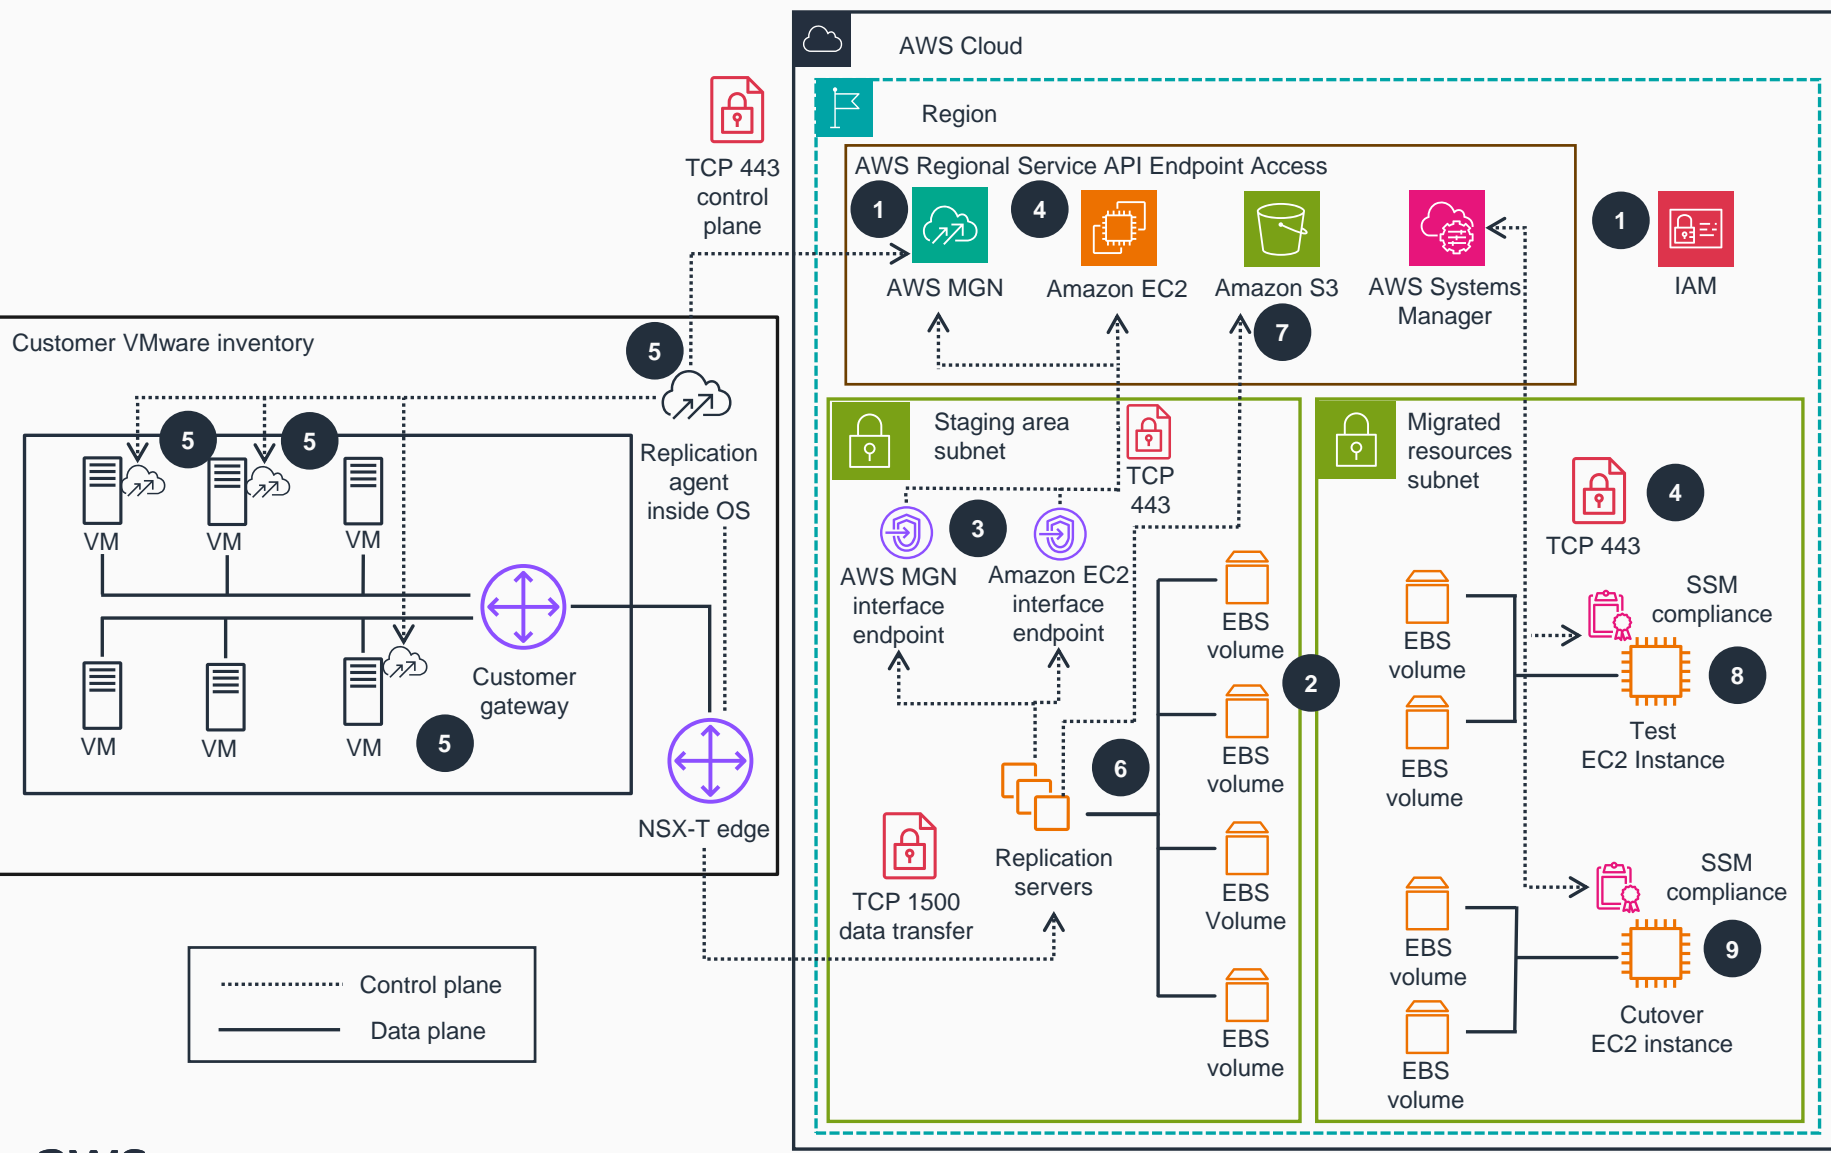 AWS Cloud
Region
AWS Regional Service API Endpoint Access
TCP 443
control
plane
1
AWS MGN
4
Amazon EC2
Amazon S3
7
AWS Systems
Manager
1
IAM
Customer VMware inventory
5
Replication
agent
inside OS
5
5
VM
VM
VM
Customer
gateway
VM
VM
VM
5
NSX-T edge
Control plane
Data plane
Staging area
subnet
TCP
443
3
AWS MGN
interface
endpoint
Amazon EC2
interface
endpoint
EBS
volume
2
EBS
volume
6
Replication
servers
TCP 1500
data transfer
EBS
Volume
EBS
volume
Migrated
resources
subnet
4
TCP 443
SSM
compliance
EBS
volume
8
Test
EC2 Instance
EBS
volume
SSM
compliance
EBS
volume
9
Cutover
EC2 instance
EBS
volume